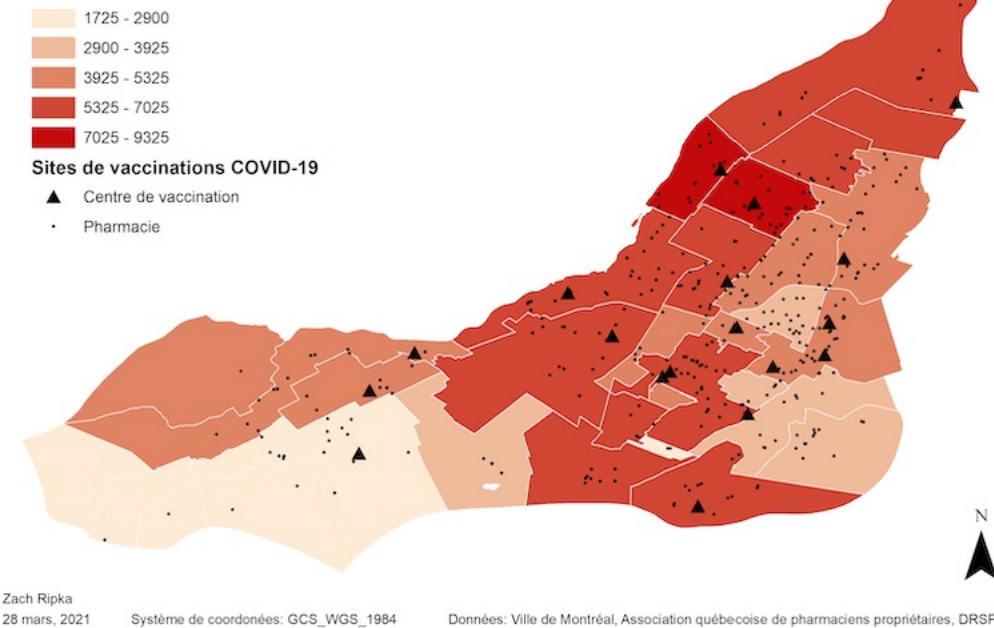 1725 - 2900
2900 - 3925
3925 - 5325
5325 - 7025
7025 - 9325
Sites de vaccinations COVID-19
Centre de vaccination
Pharmacie
N
Zach Ripka
28 mars, 2021 Système de coordonées: GCS_WGS_1984 Données: Ville de Montréal, Association québecoise de pharmaciens propriétaires, DRSP